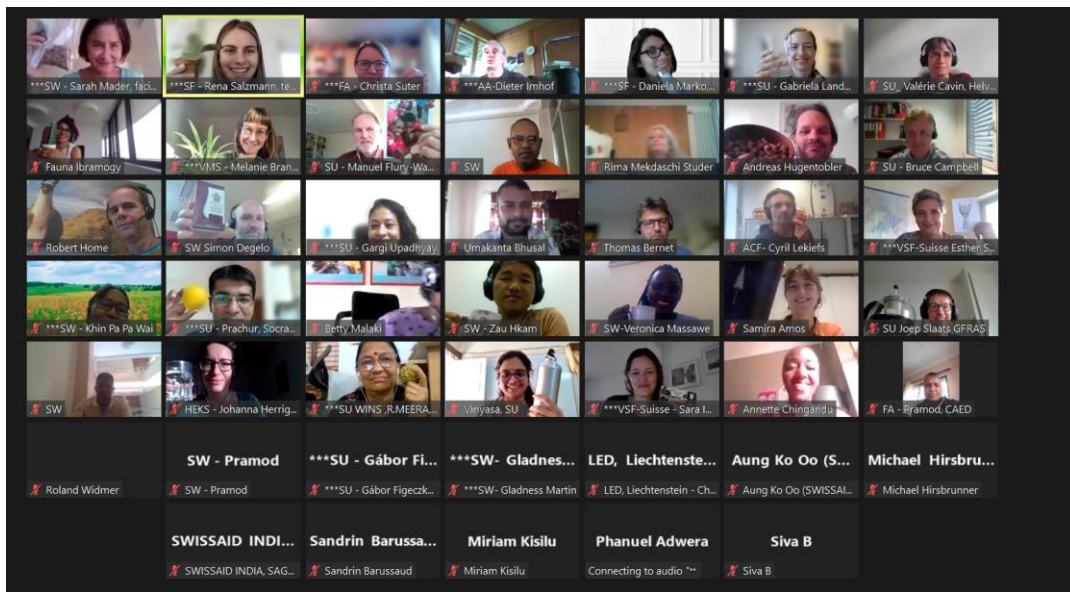 ***SW - Sarah Mader, faci...
***SF - Rena Salzmann, te...
***FA - Christa Suter
***AA-Dieter Imhof
***SF - Daniela Marko,...
***SU - Gabriela Land...
SU_ Valérie Cavin, Helv...
Fauna Ibramogy
***VMS - Melanie Bran...
SU - Manuel Flury-Wa...
SW
Rima Mekdaschi Studer
Andreas Hugentobler
SU - Bruce Campbell
Robert Home
SW Simon Degelo
***SU - Gargi Upadhyay
Umakanta Bhusal
Thomas Bernet
ACF- Cyril Lekiefs
***VSF-Suisse Esther S...
***SW - Khin Pa Pa Wai
***SU - Prachur, Socra...
Betty Malaki
SW - Zau Hkam
SW-Veronica Massawe
Samira Amos
SU Joep Slaats GFRAS
SW
HEKS - Johanna Herrig...
***SU WINS ,R.MEERA,...
Vinyasa, SU
***VSF-Suisse - Sara I...
Annette Chingandu
FA - Pramod, CAED
Roland Widmer
SW - Pramod
SW - Pramod
***SU - Gábor Fi...
***SU - Gábor Figeczk...
***SW- Gladnes...
***SW- Gladness Martin
LED, Liechtenste...
LED, Liechtenstein - Ch...
Aung Ko Oo (S...
Aung Ko Oo (SWISSAI...
Michael Hirsbru...
Michael Hirsbrunner
SWISSAID INDI...
SWISSAID INDIA, SAG...
Sandrin Barussa...
Sandrin Barussaud
Miriam Kisilu
Miriam Kisilu
Phanuel Adwera
Connecting to audio
Siva B
Siva B